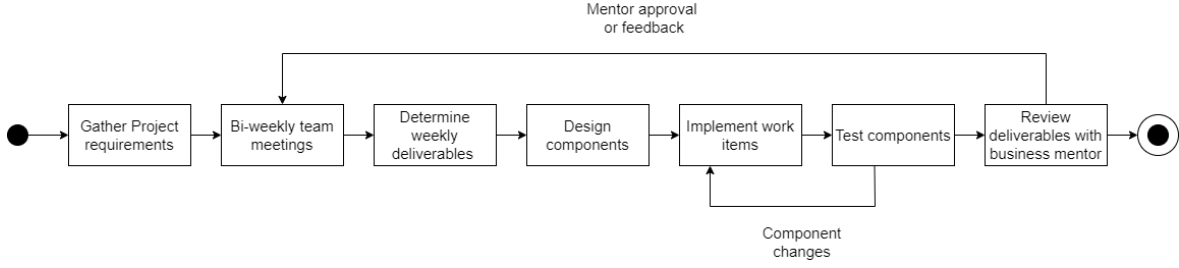 Mentor approval
or feedback
Gather Project
requirements
Bi-weekly team
meetings
Determine
weekly
deliverables
Design
components
Implement work
items
Test components
Review
deliverables with
business mentor
Component
changes